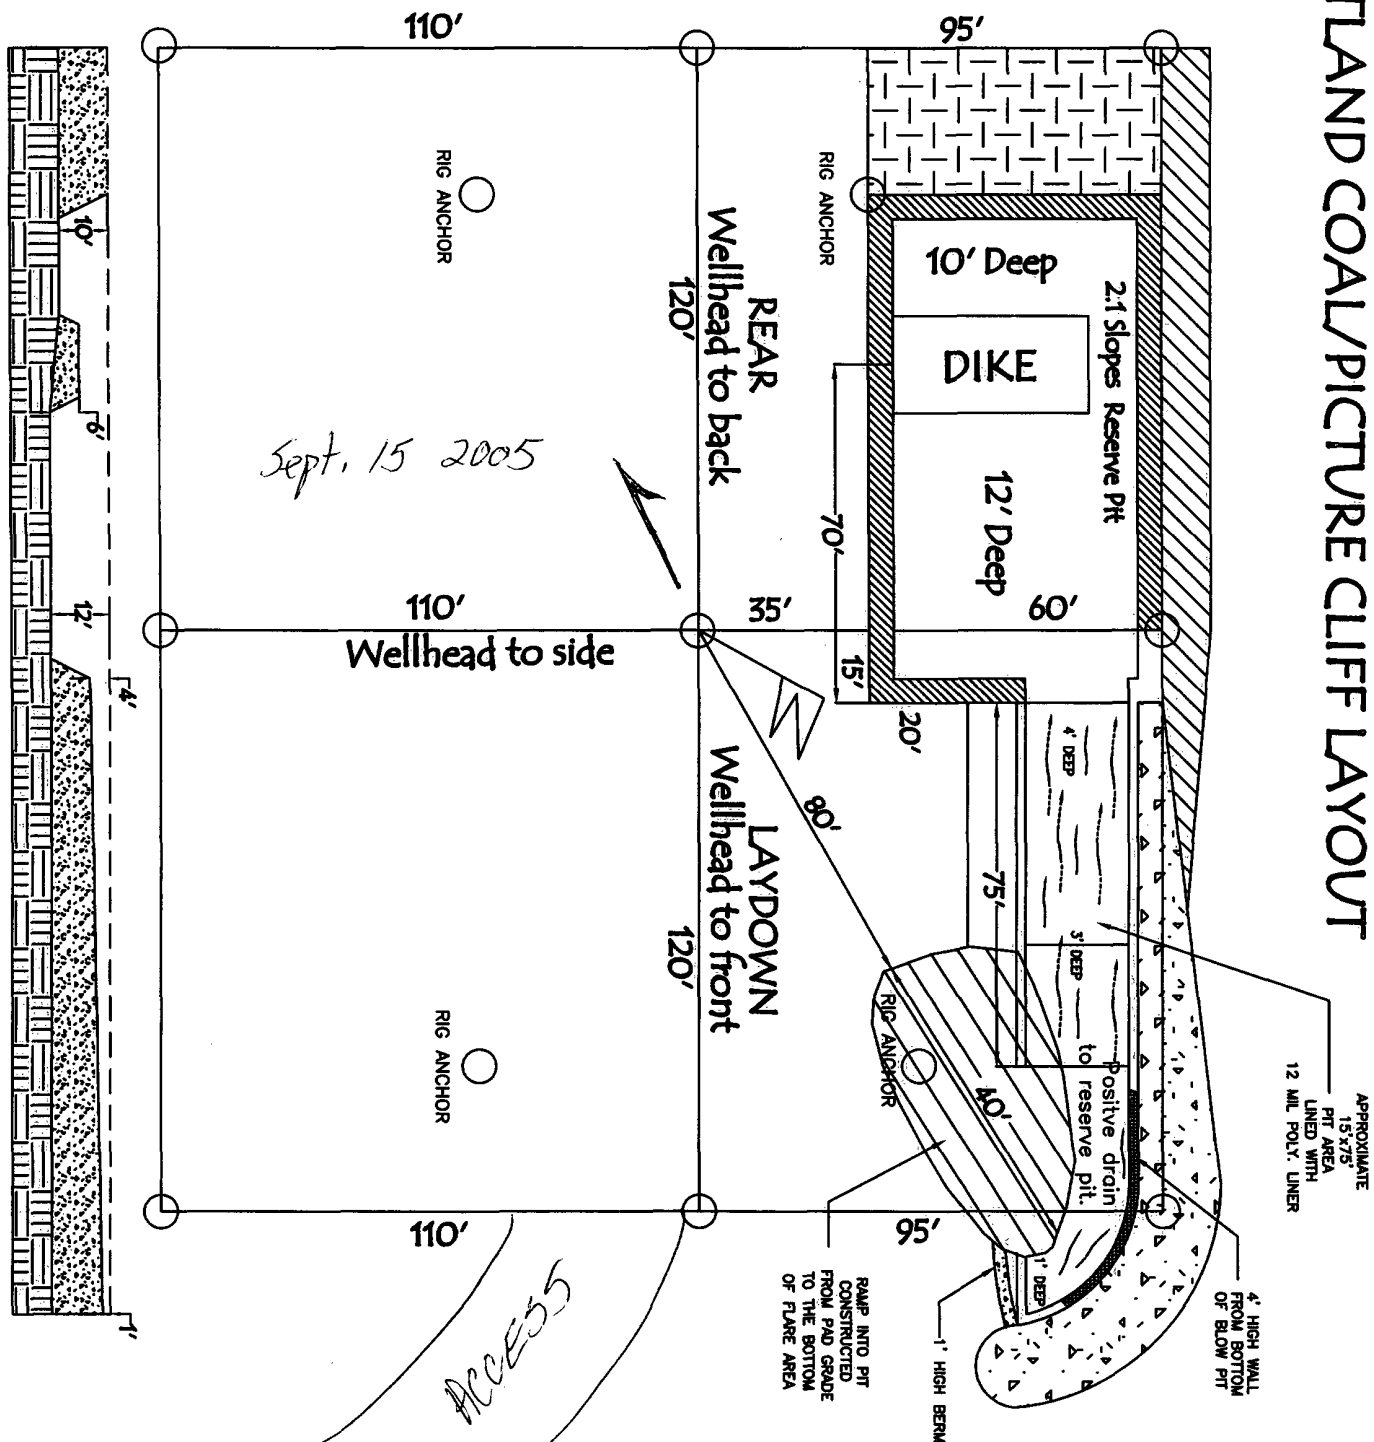 TLAND COAL/PICTURE CLIFF LAYOUT
110'
95'
RIG ANCHOR
RIG ANCHOR
10' Deep
2:1 Slopes Reserve Pit
DIKE
12' Deep
REAR
Wellhead to back
120'
70'
Sept. 15 2005
110'
Wellhead to side
35'
60'
15'
20'
N
80'
4' DEEP
75'
3' DEEP
LAYDOWN
Wellhead to front
120'
RIG ANCHOR
RIG ANCHOR
40'
Positve drain
to reserve pit.
1' DEEP
110'
95'
ACCESS
APPROXIMATE
15'x75'
PIT AREA
LINED WITH
12 MIL POLY. LINER
4' HIGH WALL
FROM BOTTOM
OF BLOW PIT
1' HIGH BERM
RAMP INTO PIT
CONSTRUCTED
FROM PAD GRADE
TO THE BOTTOM
OF FLARE AREA
10'
6'
12'
4'
1'